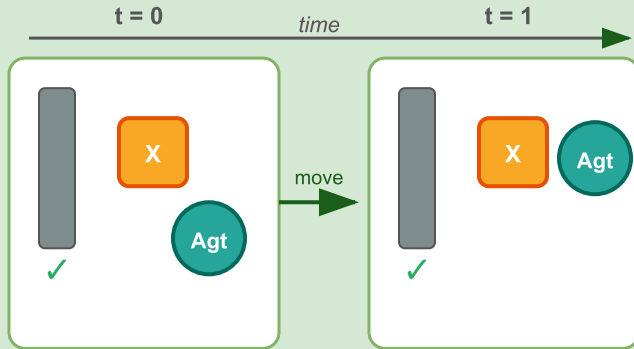 t = 0
time
t = 1
X
Agt
✓
move
X
Agt
✓